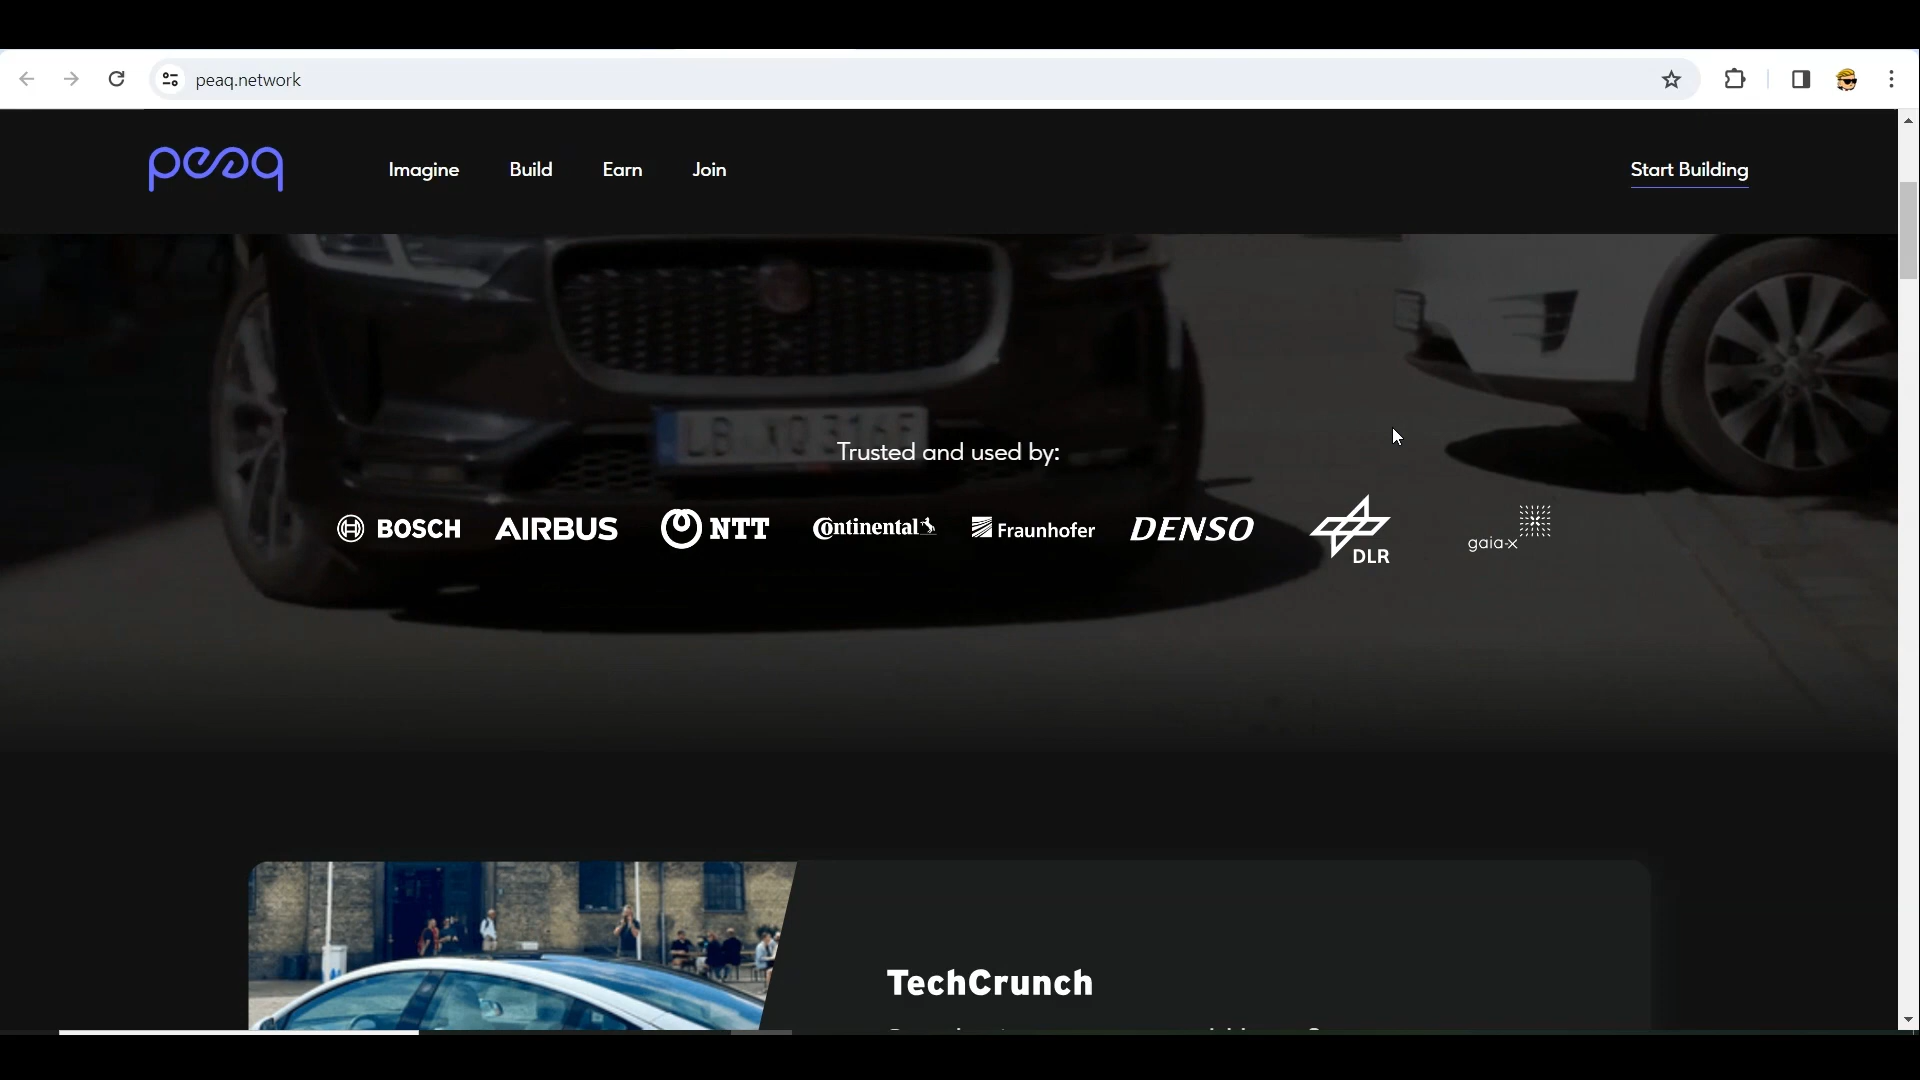 peaq.network
peaq
Imagine
Build
Earn
Join
Start Building
Trusted and used by:
BOSCH
AIRBUS
NTT
Continental
Fraunhofer
DENSO
DLR
gaia-x
TechCrunch